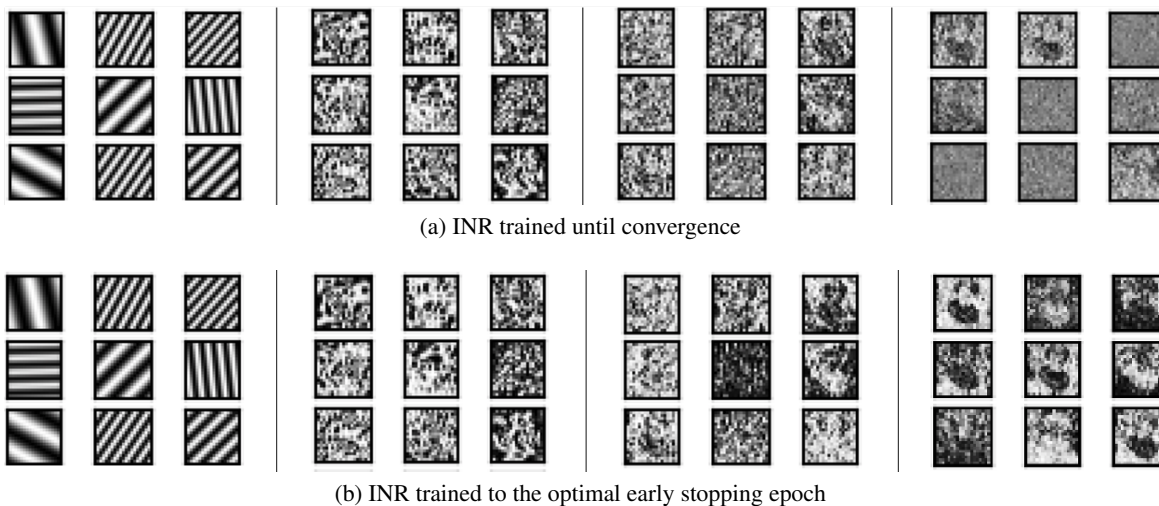 (a) INR trained until convergence
(b) INR trained to the optimal early stopping epoch